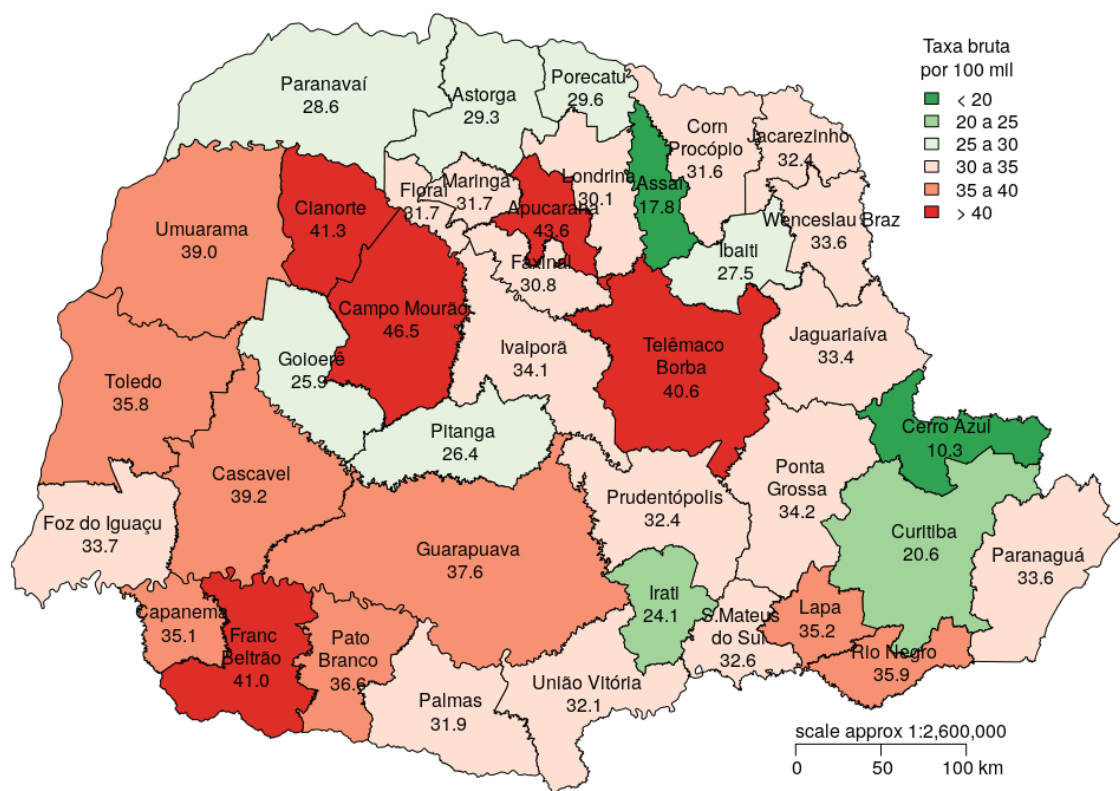 Taxa bruta
por 100 mil
< 20
20 a 25
25 a 30
30 a 35
35 a 40
> 40
Paranavaí
28.6
Astorga
29.3
Porecatu
29.6
Corn
Procópio
31.6
Jacarezinho
32.4
Londrina
30.1
Assaí
17.8
Maringá
31.7
Floraí
31.7
Apucarana
43.6
Cianorte
41.3
Umuarama
39.0
Wenceslau Braz
33.6
Ibaiti
27.5
Faxinal
30.8
Campo Mourão
46.5
Ivaiporã
34.1
Telêmaco
Borba
40.6
Jaguariaíva
33.4
Goioerê
25.9
Toledo
35.8
Pitanga
26.4
Cerro Azul
10.3
Cascavel
39.2
Ponta
Grossa
34.2
Prudentópolis
32.4
Foz do Iguaçu
33.7
Curitiba
20.6
Guarapuava
37.6
Paranaguá
33.6
Irati
24.1
Capanema
35.1
Franc
Beltrão
41.0
Pato
Branco
36.6
S.Mateus
do Sul
32.6
Lapa
35.2
Rio Negro
35.9
União Vitória
32.1
Palmas
31.9
scale approx 1:2,600,000
0 50 100 km